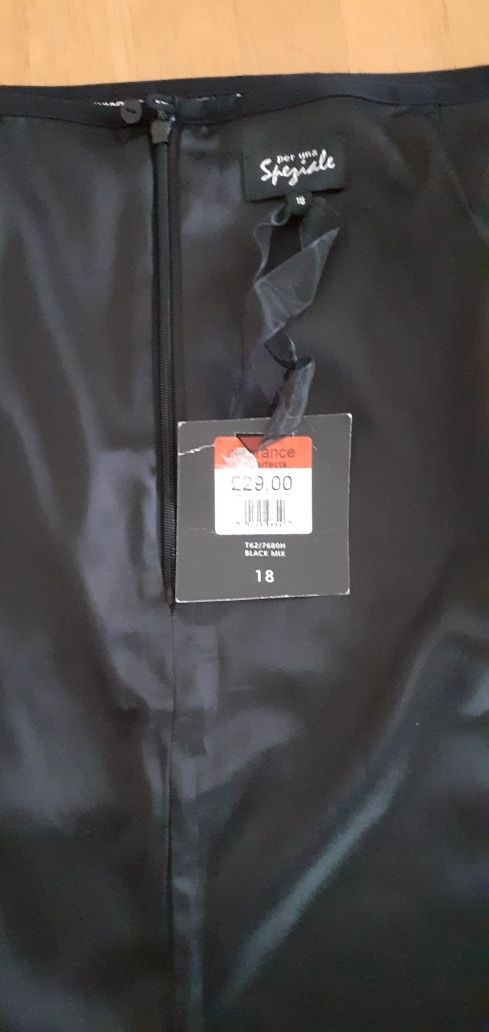 per una
Speziale
18
£29.00
T62/7680H
BLACK MIX
18